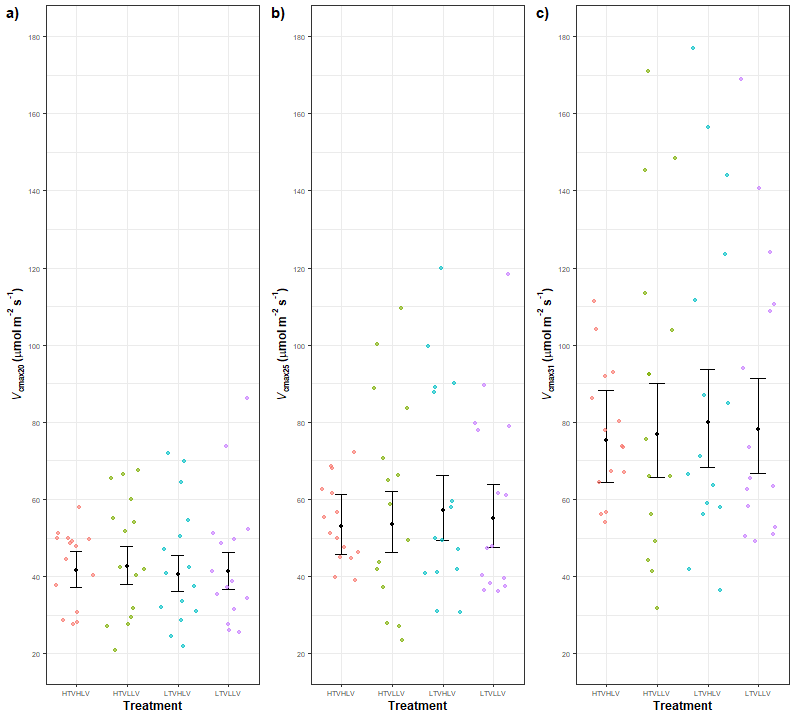 a)
180
160
140
120
100
80
60
40
20
Vcmax20 (μmol m⁻² s⁻¹)
HTVHLV HTVLLV LTVHLV LTVLLV
Treatment
b)
180
160
140
120
100
80
60
40
20
Vcmax25 (μmol m⁻² s⁻¹)
HTVHLV HTVLLV LTVHLV LTVLLV
Treatment
c)
180
160
140
120
100
80
60
40
20
Vcmax31 (μmol m⁻² s⁻¹)
HTVHLV HTVLLV LTVHLV LTVLLV
Treatment